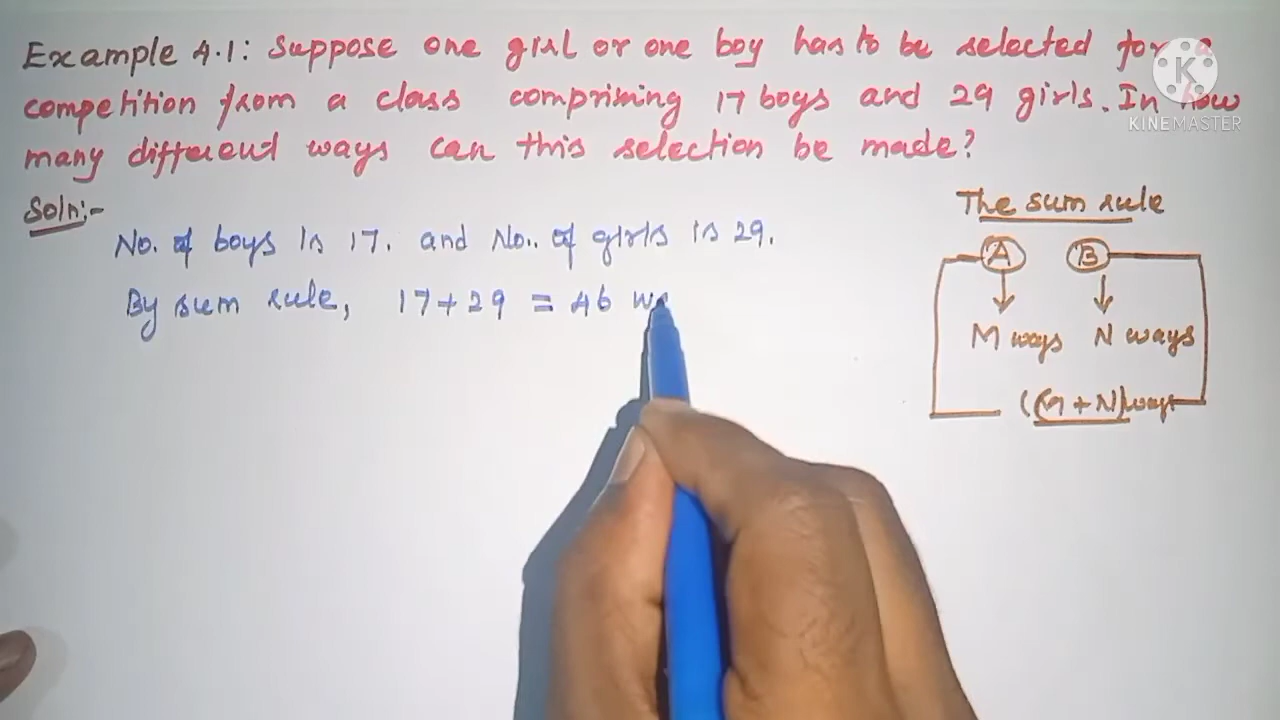 Example 4.1: Suppose one girl or one boy has to be selected for
competition from a class comprising 17 boys and 29 girls. In how
many different ways can this selection be made?
Soln:-
No. of boys is 17. and No. of girls is 29.
By sum rule, 17+29 = 46 wa
The sum rule
A B
M ways N ways
(M+N) ways
K
KINEMASTER